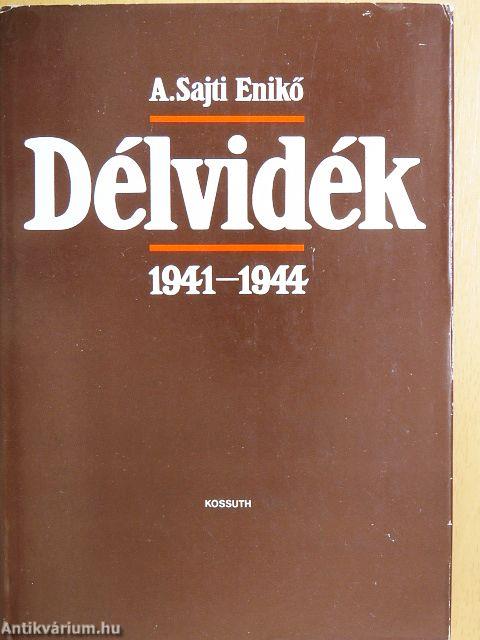 A.Sajti Enikő
Délvidék
1941–1944
KOSSUTH
Antikvárium.hu